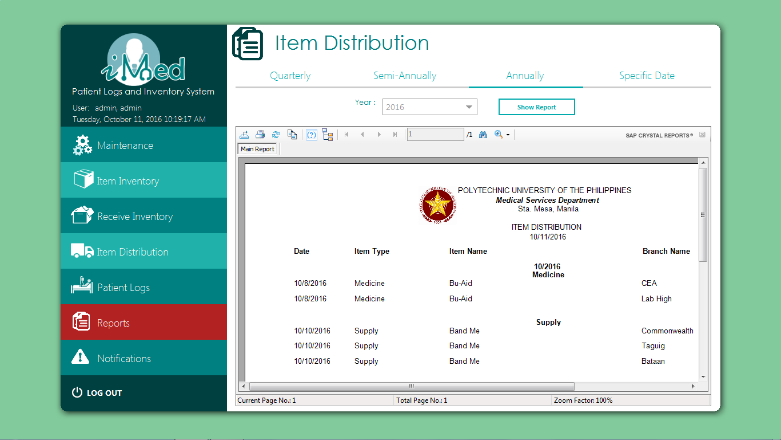 iMed
Patient Logs and Inventory System
User: admin, admin
Tuesday, October 11, 2016 10:19:17 AM
Maintenance
Item Inventory
Receive Inventory
Item Distribution
Patient Logs
Reports
Notifications
LOG OUT
Item Distribution
Quarterly Semi-Annually Annually Specific Date
Year : 2016 Show Report
1 /1 SAP CRYSTAL REPORTS®
Main Report
POLYTECHNIC UNIVERSITY OF THE PHILIPPINES
Medical Services Department
Sta. Mesa, Manila
ITEM DISTRIBUTION
10/11/2016
Date Item Type Item Name Branch Name
10/2016
Medicine
10/8/2016 Medicine Bu-Aid CEA
10/8/2016 Medicine Bu-Aid Lab High
Supply
10/10/2016 Supply Band Me Commonwealth
10/10/2016 Supply Band Me Taguig
10/10/2016 Supply Band Me Bataan
Current Page No.: 1 Total Page No.: 1 Zoom Factor: 100%